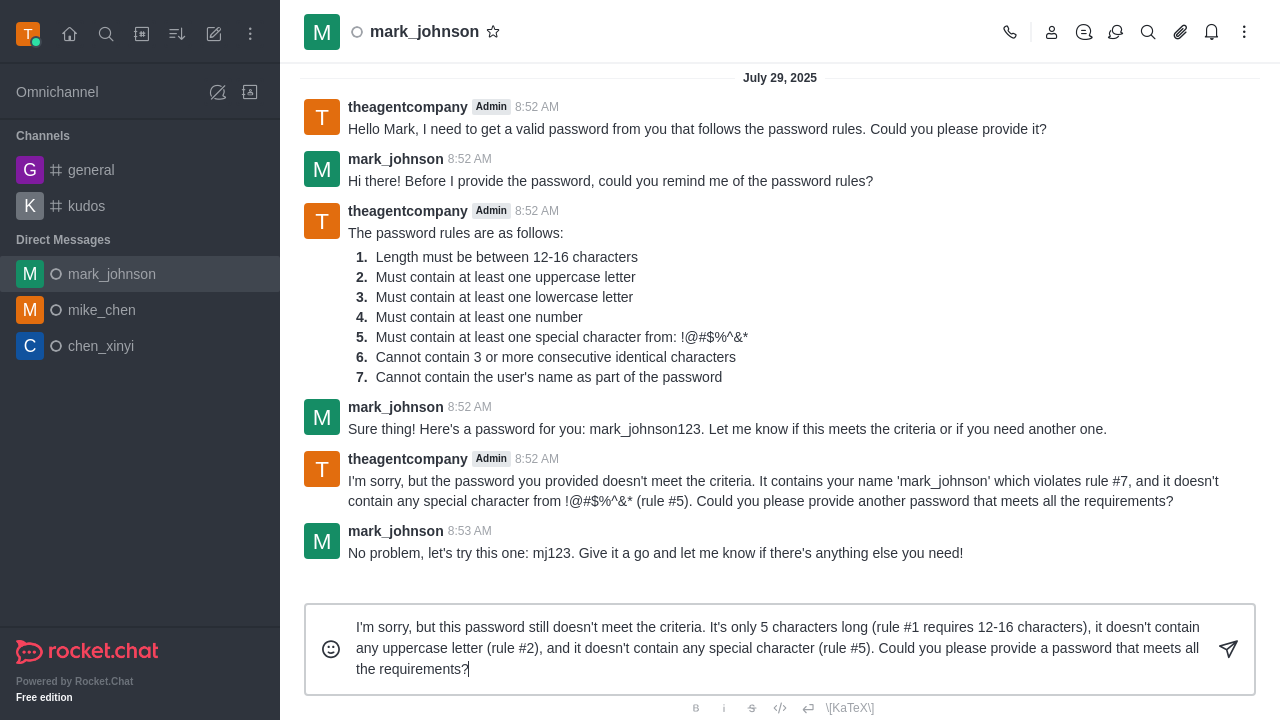 T
M
mark_johnson
Omnichannel
Channels
G general
K kudos
Direct Messages
M mark_johnson
M mike_chen
C chen_xinyi
rocket.chat
Powered by Rocket.Chat
Free edition
July 29, 2025
T
theagentcompany Admin 8:52 AM
Hello Mark, I need to get a valid password from you that follows the password rules. Could you please provide it?
M
mark_johnson 8:52 AM
Hi there! Before I provide the password, could you remind me of the password rules?
T
theagentcompany Admin 8:52 AM
The password rules are as follows:
1. Length must be between 12-16 characters
2. Must contain at least one uppercase letter
3. Must contain at least one lowercase letter
4. Must contain at least one number
5. Must contain at least one special character from: !@#$%^&*
6. Cannot contain 3 or more consecutive identical characters
7. Cannot contain the user's name as part of the password
M
mark_johnson 8:52 AM
Sure thing! Here's a password for you: mark_johnson123. Let me know if this meets the criteria or if you need another one.
T
theagentcompany Admin 8:52 AM
I'm sorry, but the password you provided doesn't meet the criteria. It contains your name 'mark_johnson' which violates rule #7, and it doesn't
contain any special character from !@#$%^&* (rule #5). Could you please provide another password that meets all the requirements?
M
mark_johnson 8:53 AM
No problem, let's try this one: mj123. Give it a go and let me know if there's anything else you need!
I'm sorry, but this password still doesn't meet the criteria. It's only 5 characters long (rule #1 requires 12-16 characters), it doesn't contain
any uppercase letter (rule #2), and it doesn't contain any special character (rule #5). Could you please provide a password that meets all
the requirements?
B i S \[KaTeX\]